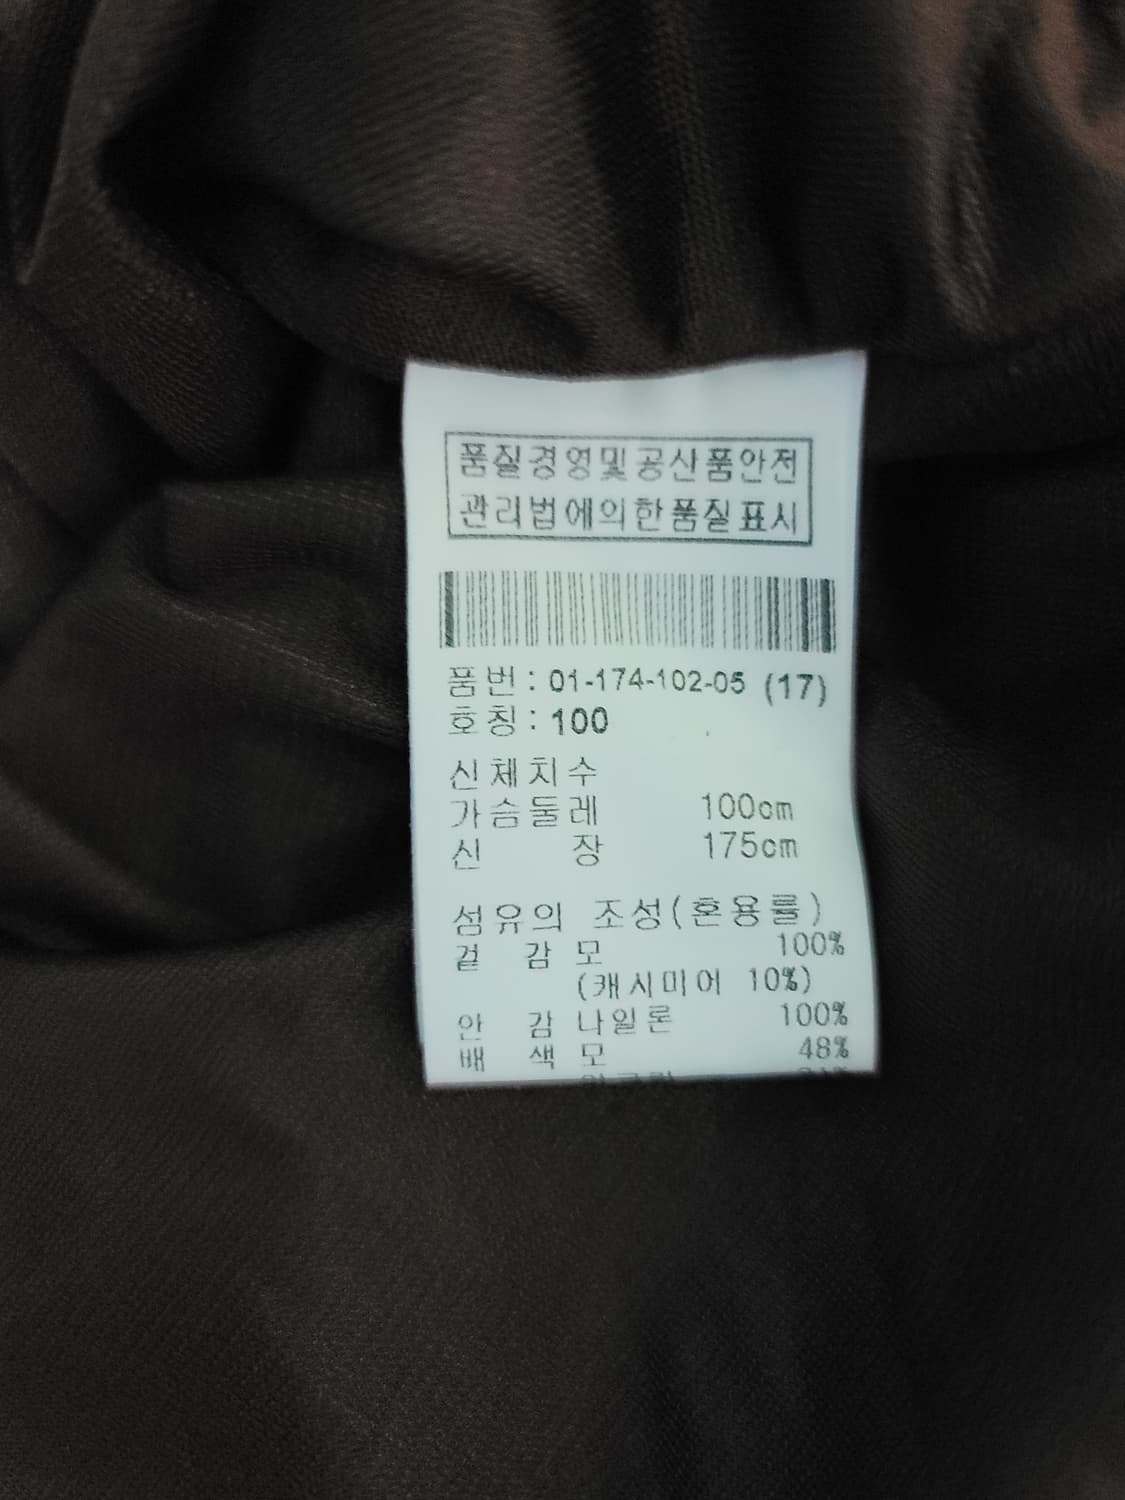 품질경영및공산품안전
관리법에의한품질표시
품번 : 01-174-102-05 (17)
호칭 : 100
신체치수
가슴둘레 100cm
신 장 175cm
섬유의 조성(혼용률)
겉 감 모 100%
(캐시미어 10%)
안 감 나일론 100%
배 색 모 48%